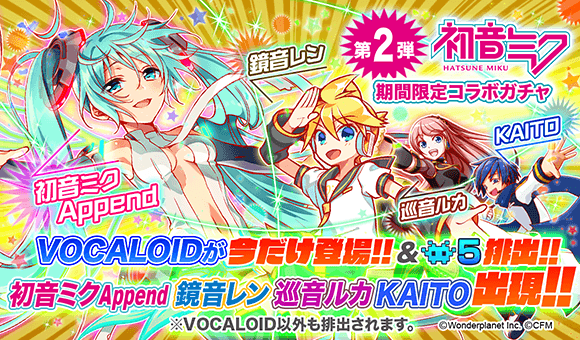 第2弾
初音ミク
HATSUNE MIKU
期間限定コラボガチャ
鏡音レン
KAITO
巡音ルカ
初音ミク
Append
VOCALOIDが今だけ登場!!&5排出!!
初音ミクAppend 鏡音レン 巡音ルカ KAITO 出現!!
※VOCALOID以外も排出されます。
©Wonderplanet Inc. ©CFM